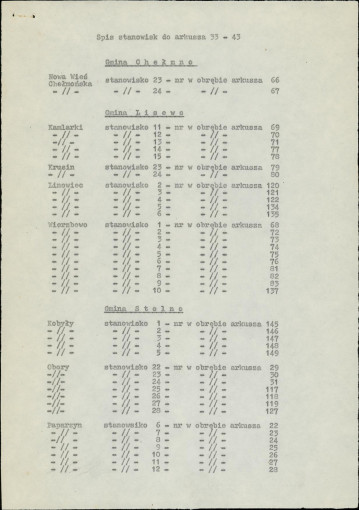 Spis stanowisk do arkusza 33 - 43
Gmina Chełmno
Nowa Wieś
Chełmińska stanowisko 23 - nr w obrębie arkusza 66
- // - - // - 24 - - // - 67
Gmina Lisewo
Kamlarki stanowisko 11 - nr w obrębie arkusza 69
- // - - // - 12 - - // - 70
- // - - // - 13 - - // - 71
- // - - // - 14 - - // - 77
- // - - // - 15 - - // - 78
Krusin stanowisko 23 - nr w obrębie arkusza 79
- // - - // - 24 - - // - 80
Linowiec stanowisko 2 - nr w obrębie arkusza 120
- // - - // - 3 - - // - 121
- // - - // - 4 - - // - 122
- // - - // - 5 - - // - 134
- // - - // - 6 - - // - 135
Wierzbowo stanowisko 1 - nr w obrębie arkusza 68
- // - - // - 2 - - // - 72
- // - - // - 3 - - // - 73
- // - - // - 4 - - // - 74
- // - - // - 5 - - // - 75
- // - - // - 6 - - // - 76
- // - - // - 7 - - // - 81
- // - - // - 8 - - // - 82
- // - - // - 9 - - // - 83
- // - - // - 10 - - // - 137
Gmina Stolno
Kobyły stanowisko 1 - nr w obrębie arkusza 145
- // - - // - 2 - - // - 146
- // - - // - 3 - - // - 147
- // - - // - 4 - - // - 148
- // - - // - 5 - - // - 149
Obory stanowisko 22 - nr w obrębie arkusza 29
-//- - // - 23 - - // - 30
-//- - // - 24 - - // - 31
-//- - // - 25 - - // - 117
-//- - // - 26 - - // - 118
-//- - // - 27 - - // - 119
-//- - // - 28 - - // - 127
Paparzyn stanowisko 6 - nr w obrębie arkusza 22
- // - - // - 7 - - // - 23
- // - - // - 8 - - // - 24
- // - - // - 9 - - // - 25
- // - - // - 10 - - // - 26
- // - - // - 11 - - // - 27
- // - - // - 12 - - // - 28